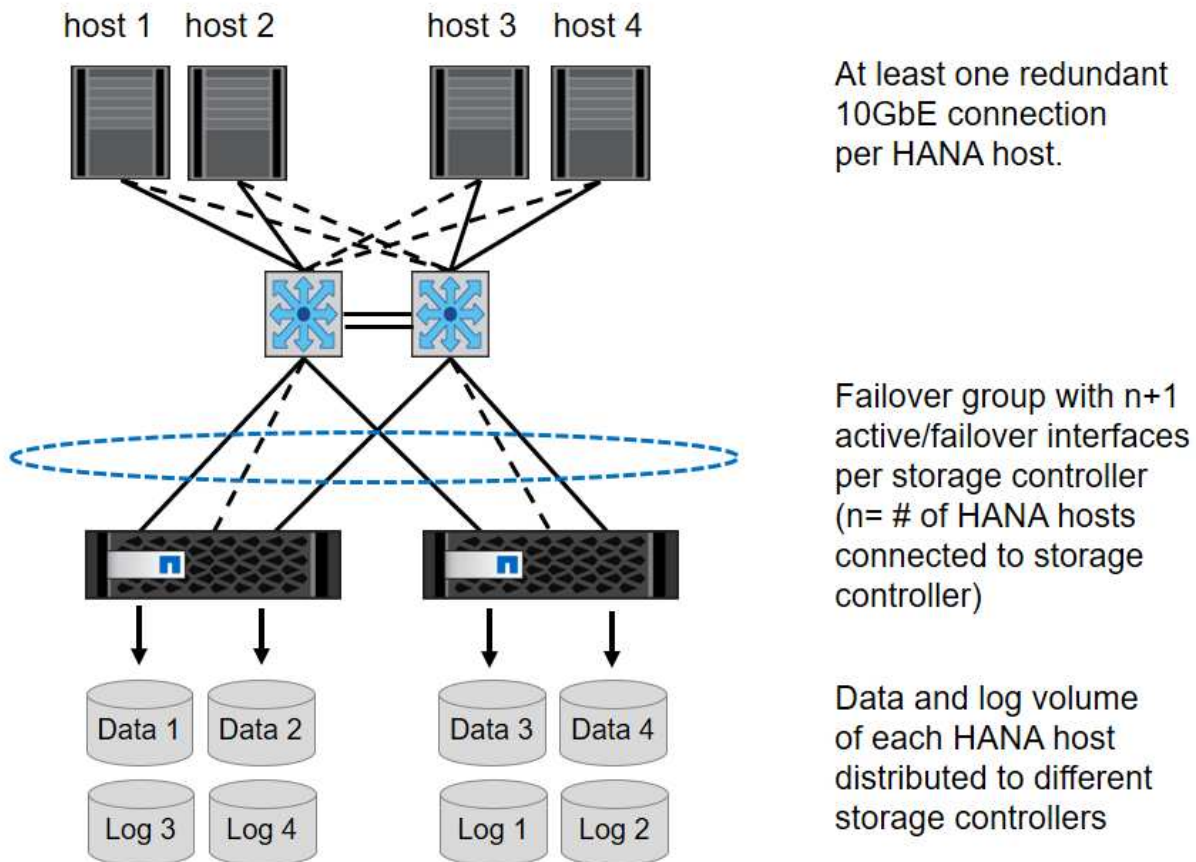 host 1 host 2 host 3 host 4
At least one redundant
10GbE connection
per HANA host.
Failover group with n+1
active/failover interfaces
per storage controller
(n= # of HANA hosts
connected to storage
controller)
Data 1 Data 2 Data 3 Data 4
Log 3 Log 4 Log 1 Log 2
Data and log volume
of each HANA host
distributed to different
storage controllers